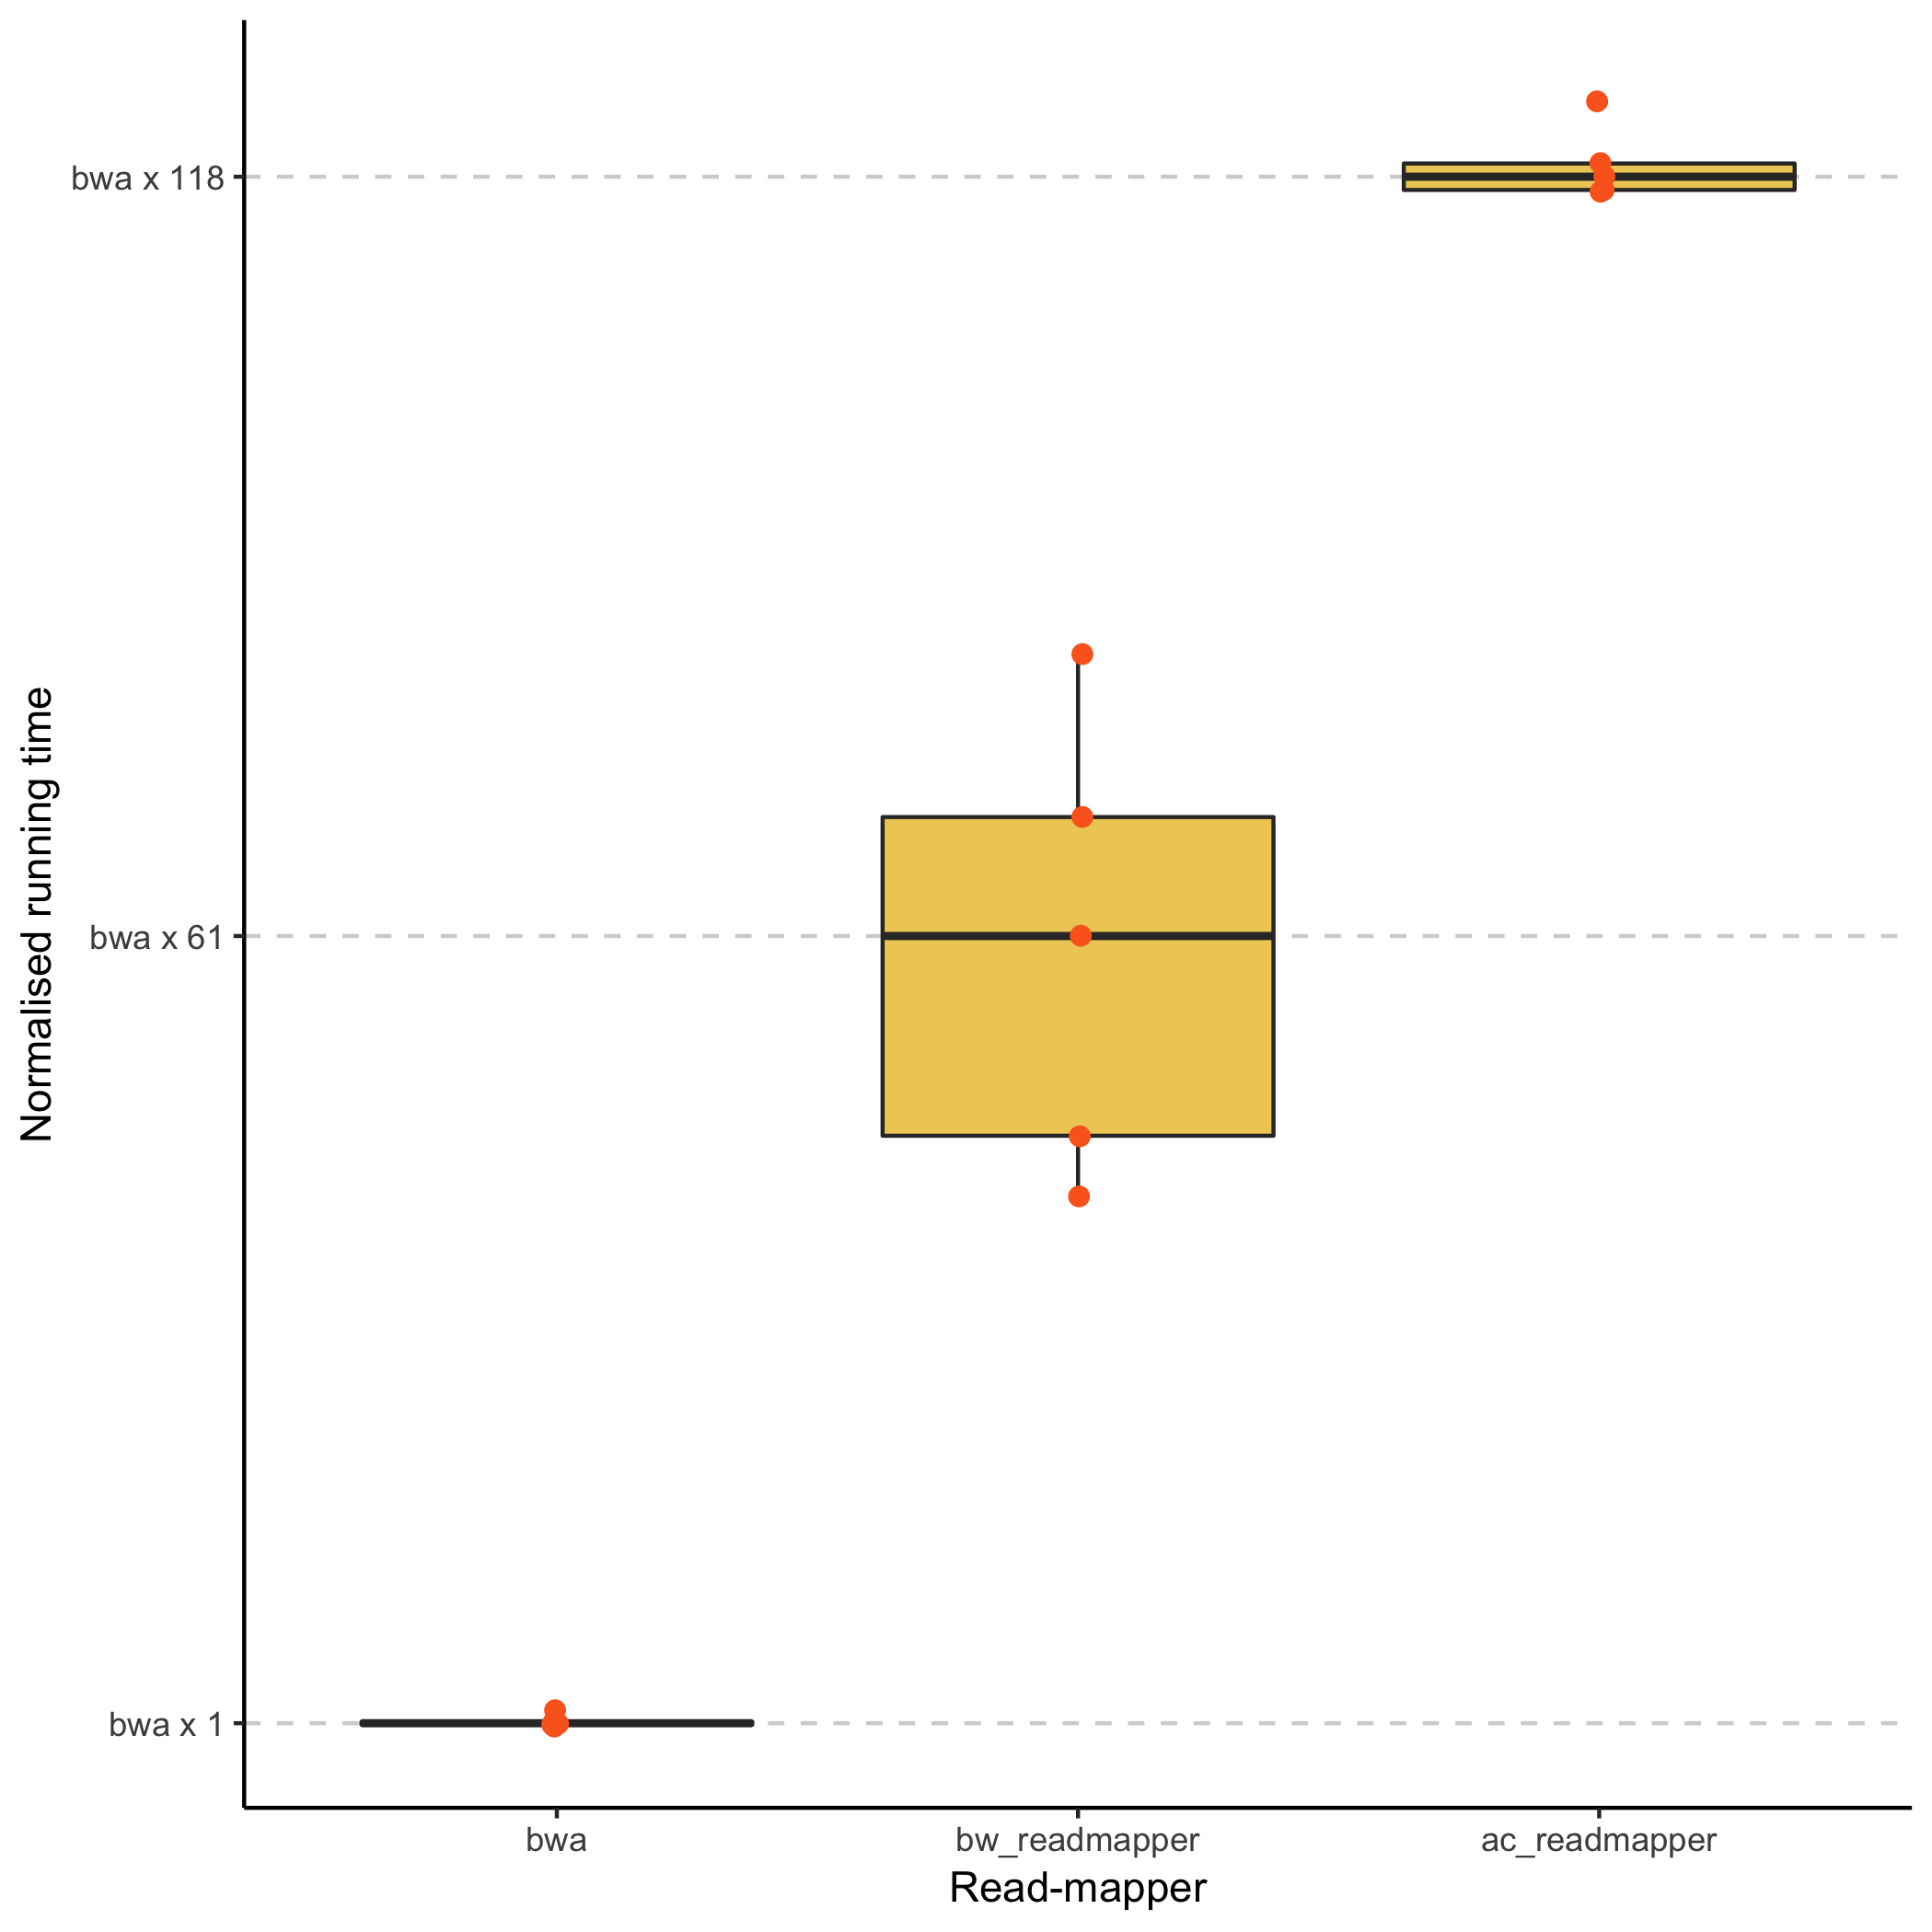 bwa x 118
bwa x 61
bwa x 1
Normalised running time
bwa
bw_readmapper
ac_readmapper
Read-mapper